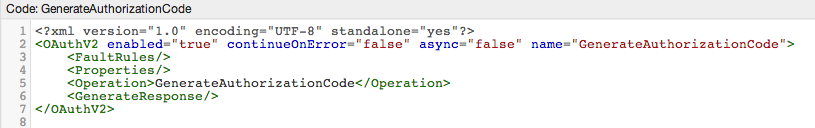 Code: GenerateAuthorizationCode
1 <?xml version="1.0" encoding="UTF-8" standalone="yes"?>
2 <OAuthV2 enabled="true" continueOnError="false" async="false" name="GenerateAuthorizationCode">
3 <FaultRules/>
4 <Properties/>
5 <Operation>GenerateAuthorizationCode</Operation>
6 <GenerateResponse/>
7 </OAuthV2>
8